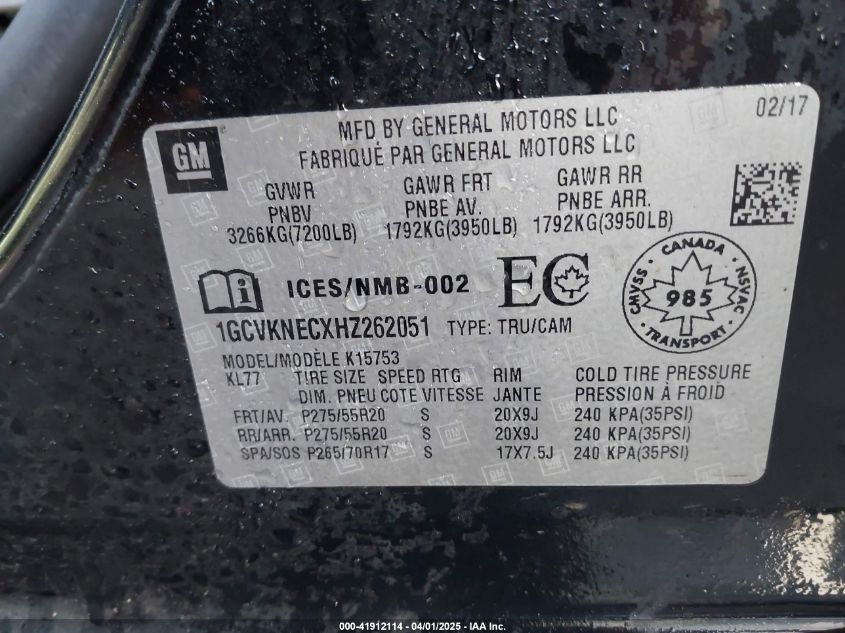 02/17
GM
MFD BY GENERAL MOTORS LLC
FABRIQUÉ PAR GENERAL MOTORS LLC
GVWR GAWR FRT GAWR RR
PNBV PNBE AV. PNBE ARR.
3266KG(7200LB) 1792KG(3950LB) 1792KG(3950LB)
i ICES/NMB-002 EC
CANADA
CMVSS 985 NSVAC
TRANSPORT
1GCVKNECXHZ262051 TYPE: TRU/CAM
MODEL/MODÈLE K15753
KL77 TIRE SIZE SPEED RTG RIM COLD TIRE PRESSURE
DIM. PNEU COTE VITESSE JANTE PRESSION À FROID
FRT/AV. P275/55R20 S 20X9J 240 KPA(35PSI)
RR/ARR. P275/55R20 S 20X9J 240 KPA(35PSI)
SPA/SOS P265/70R17 S 17X7.5J 240 KPA(35PSI)
000-41912114 - 04/01/2025 - IAA Inc.